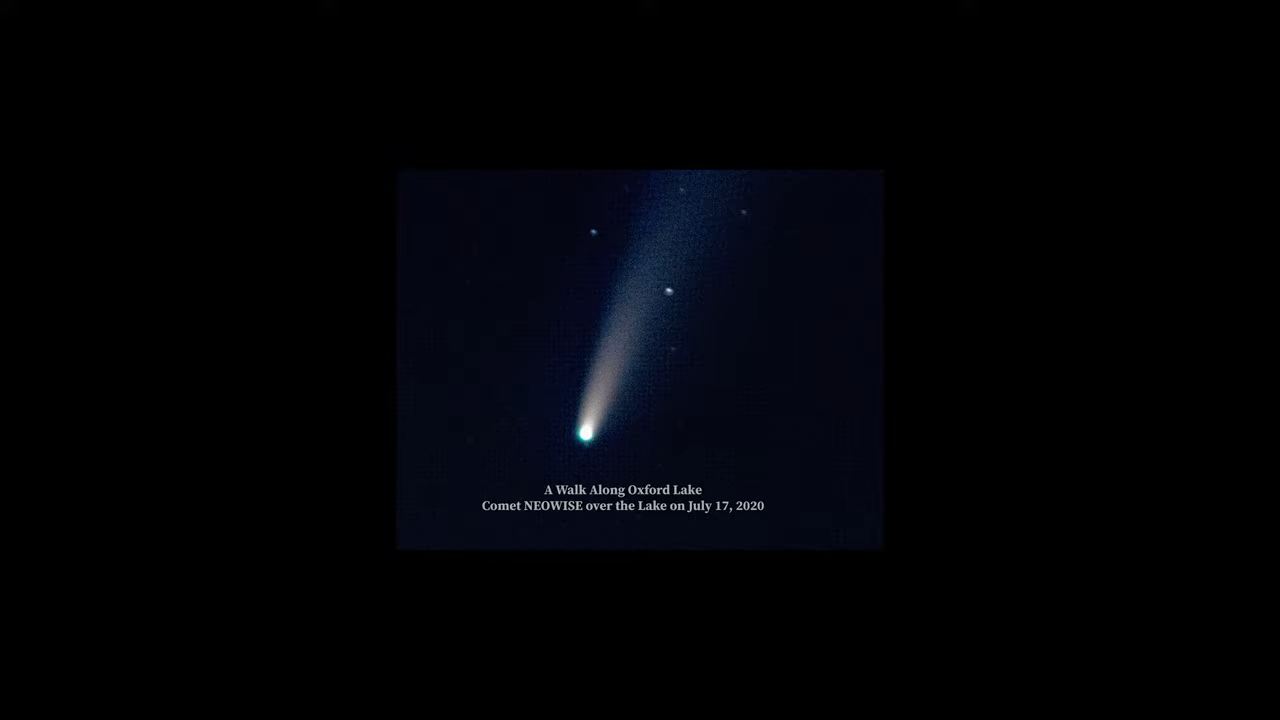 A Walk Along Oxford Lake
Comet NEOWISE over the Lake on July 17, 2020